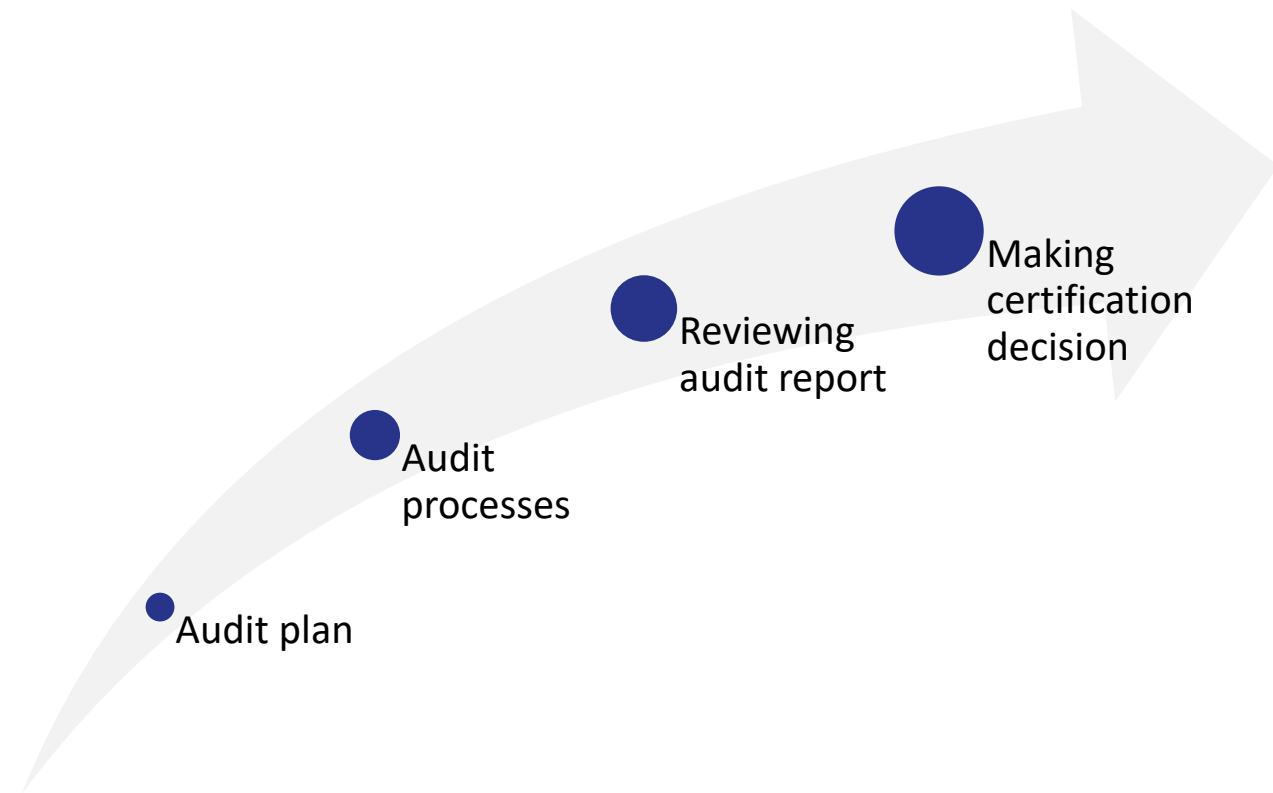 Audit plan
Audit
processes
Reviewing
audit report
Making
certification
decision